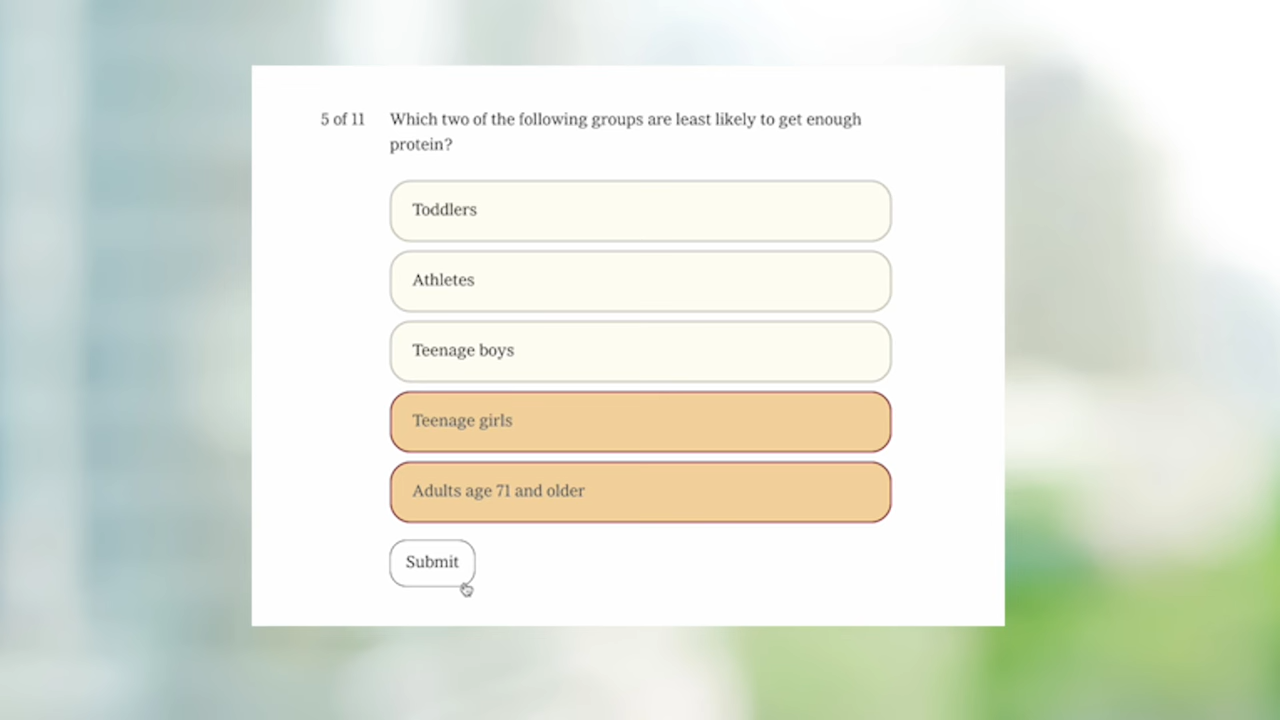 5 of 11 Which two of the following groups are least likely to get enough
protein?
Toddlers
Athletes
Teenage boys
Teenage girls
Adults age 71 and older
Submit